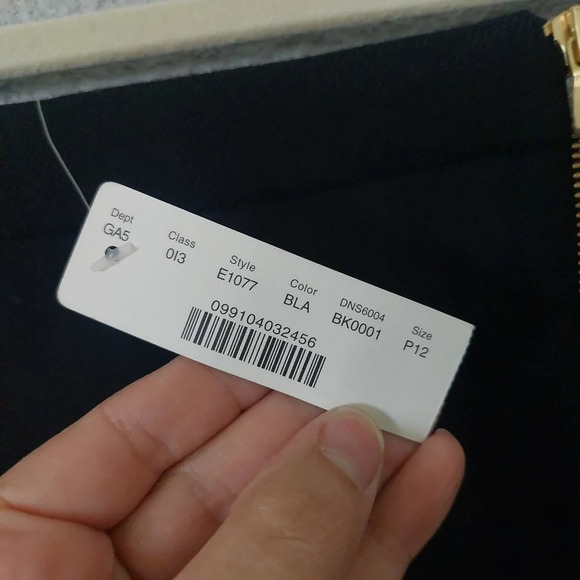 Dept Class Style Color DNS6004 Size
GA5 0I3 E1077 BLA BK0001 P12
099104032456